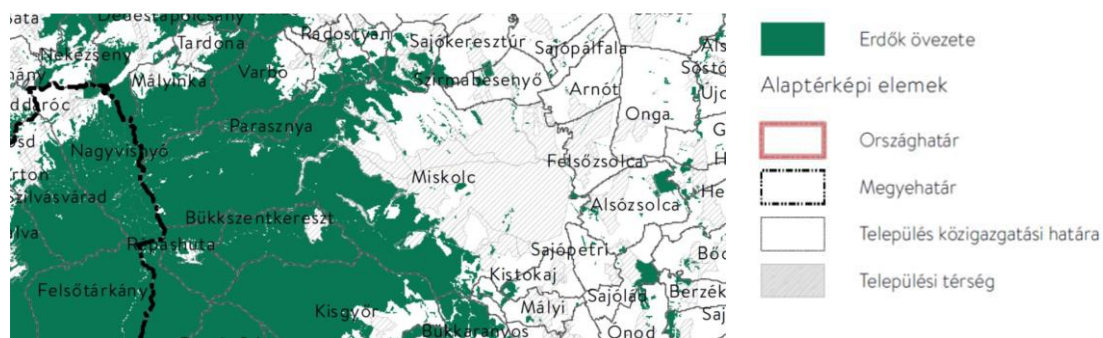 Dédestapolcsány
Radostyán
Sajókeresztúr
Sajópálfala
Tardona
Nekézseny
Mályinka
Varbó
Szirmabesenyő
Arnót
Onga
Parasznya
Nagyvisnyó
Felsőzsolca
Miskolc
Szilvásvárad
Alsózsolca
Bükkszentkereszt
Répáshuta
Sajópetri
Kistokaj
Felsőtárkány
Sajólád
Berzék
Mályi
Kisgyőr
Bükkaranyos
Ónod
Erdők övezete
Alaptérképi elemek
Országhatár
Megyehatár
Település közigazgatási határa
Települési térség